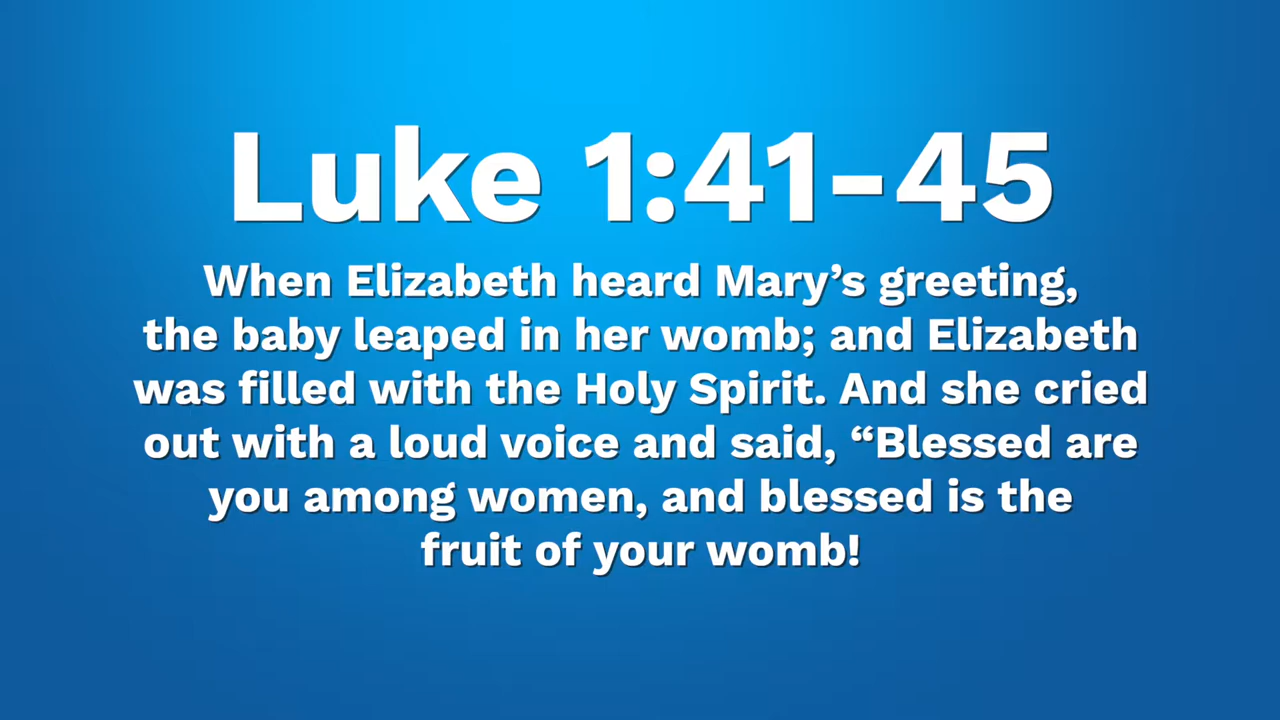 Luke 1:41-45
When Elizabeth heard Mary’s greeting,
the baby leaped in her womb; and Elizabeth
was filled with the Holy Spirit. And she cried
out with a loud voice and said, “Blessed are
you among women, and blessed is the
fruit of your womb!